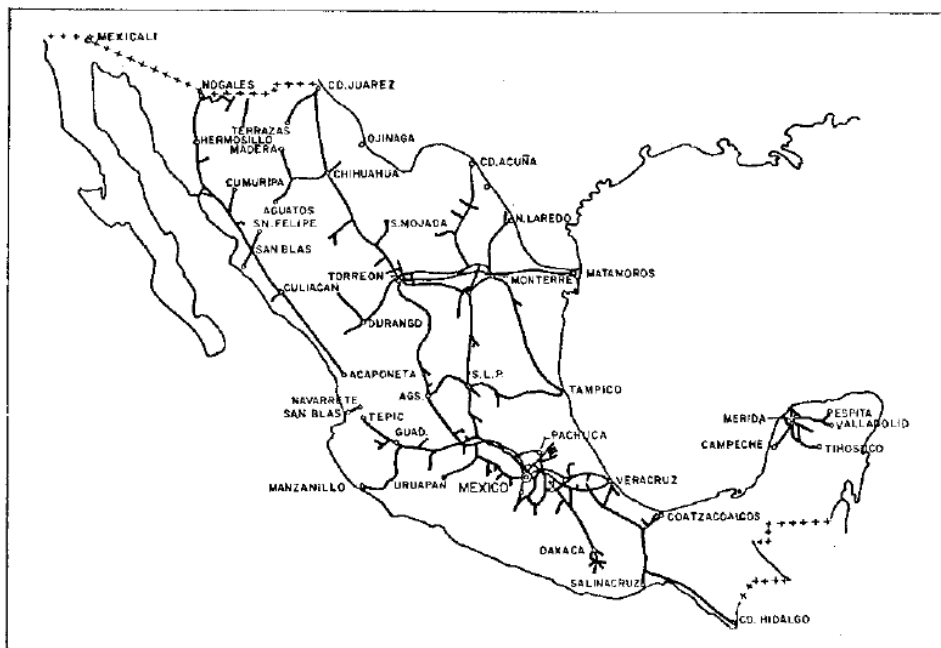 MEXICALI
NOGALES
CD. JUAREZ
TERRAZAS
HERMOSILLO
MADERA
OJINAGA
CD. ACUÑA
CHIHUAHUA
CUMURIPA
AGUATOS
SN. FELIPE
S. MOJADA
N. LAREDO
SAN BLAS
TORREON
MONTERRE
MATAMOROS
CULIACAN
DURANGO
ACAPONETA
S.L.P.
AGS.
TAMPICO
NAVARRETE
SAN BLAS
TEPIC
GUAD.
PACHUCA
MERIDA
PESPITA
VALLADOLID
CAMPECHE
TIHOSUCO
MANZANILLO
URUAPAN
MEXICO
VERACRUZ
COATZACOALCOS
OAXACA
SALINACRUZ
CD. HIDALGO